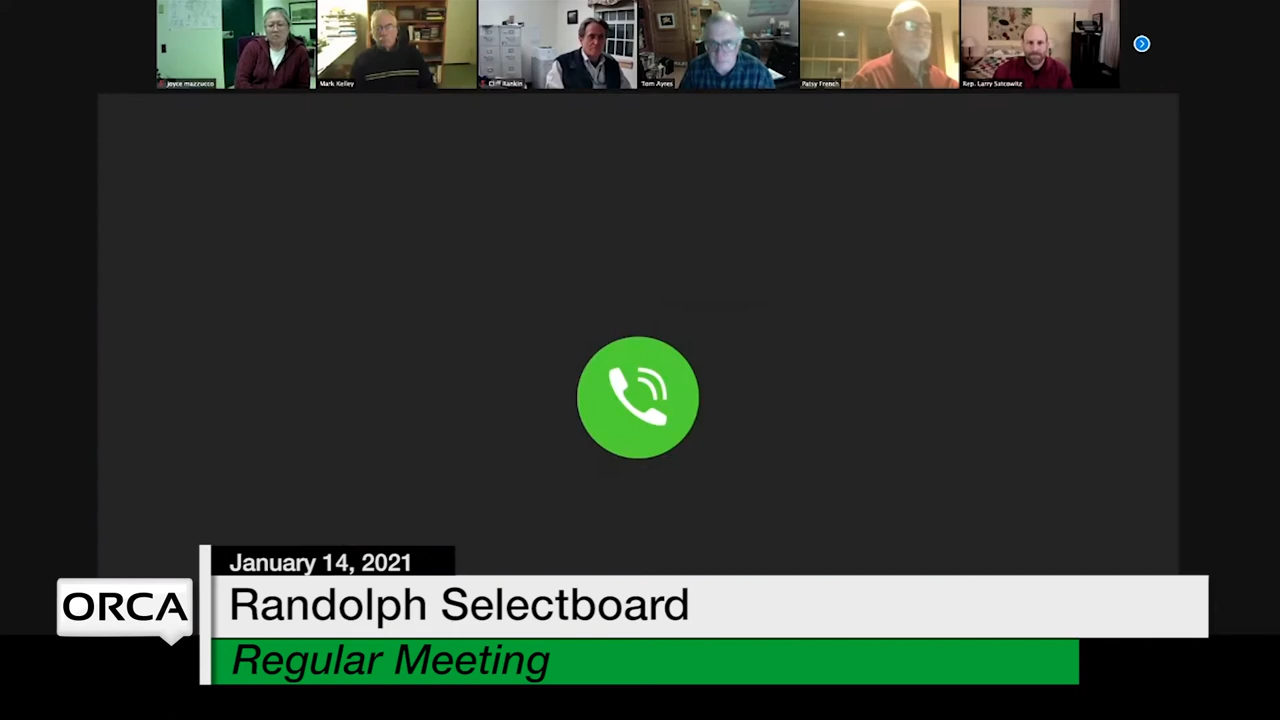 joyce mazzucco
Mark Kelley
Cliff Rankin
Tom Ayres
Patsy French
Rep. Larry Satcowitz
January 14, 2021
ORCA
Randolph Selectboard
Regular Meeting